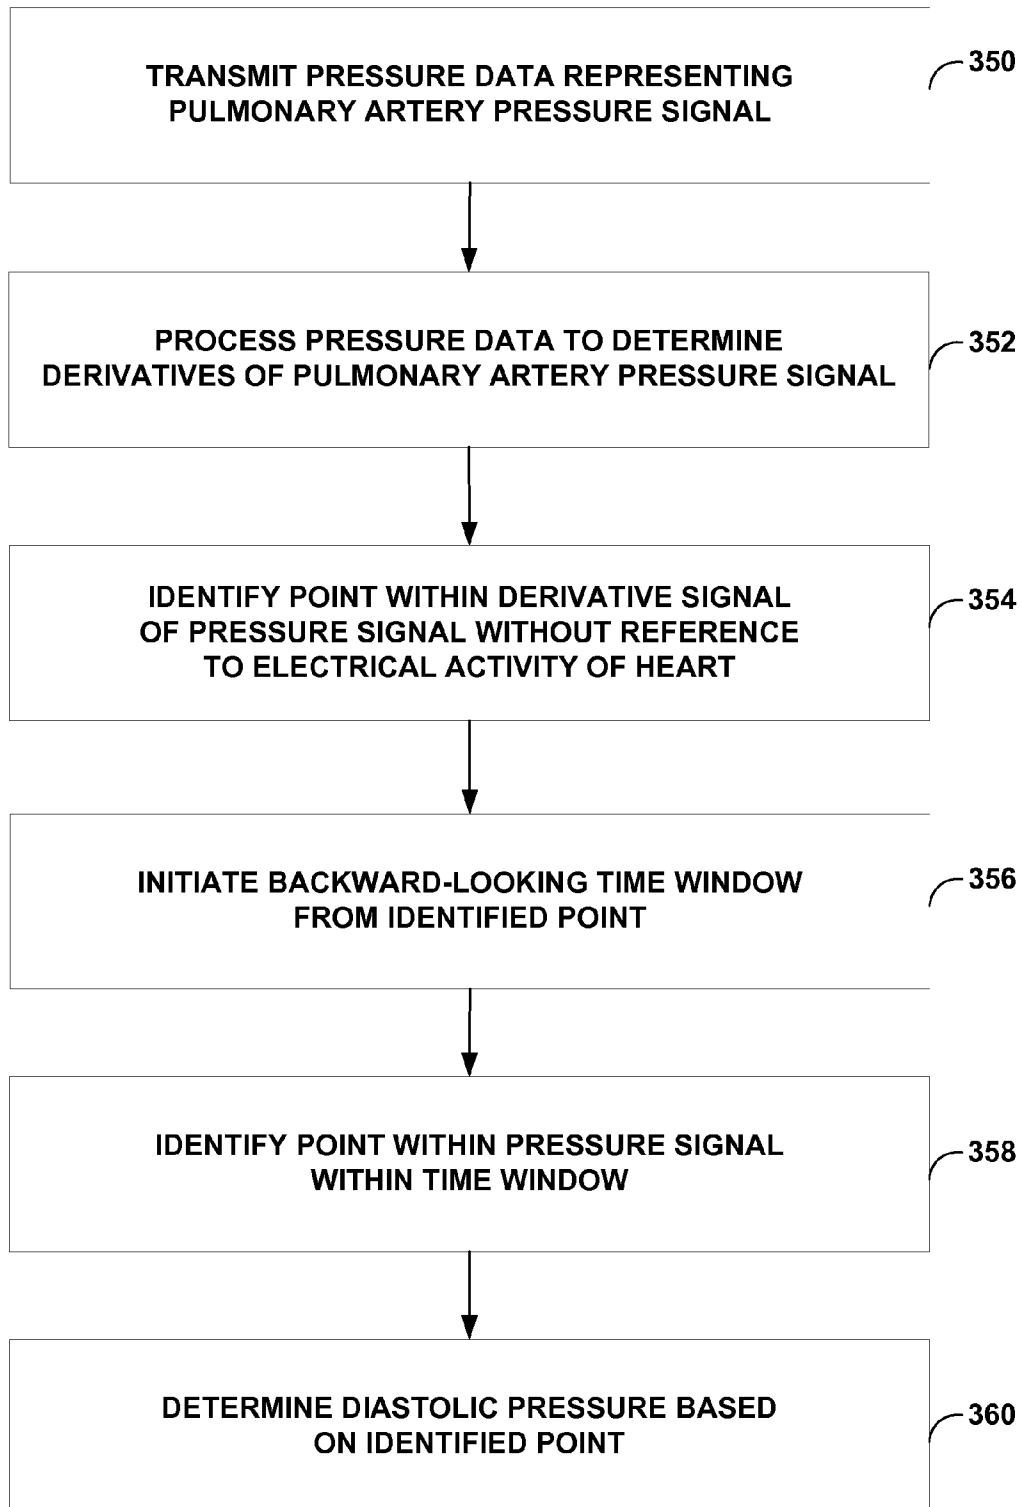 TRANSMIT PRESSURE DATA REPRESENTING
PULMONARY ARTERY PRESSURE SIGNAL
350
PROCESS PRESSURE DATA TO DETERMINE
DERIVATIVES OF PULMONARY ARTERY PRESSURE SIGNAL
352
IDENTIFY POINT WITHIN DERIVATIVE SIGNAL
OF PRESSURE SIGNAL WITHOUT REFERENCE
TO ELECTRICAL ACTIVITY OF HEART
354
INITIATE BACKWARD-LOOKING TIME WINDOW
FROM IDENTIFIED POINT
356
IDENTIFY POINT WITHIN PRESSURE SIGNAL
WITHIN TIME WINDOW
358
DETERMINE DIASTOLIC PRESSURE BASED
ON IDENTIFIED POINT
360